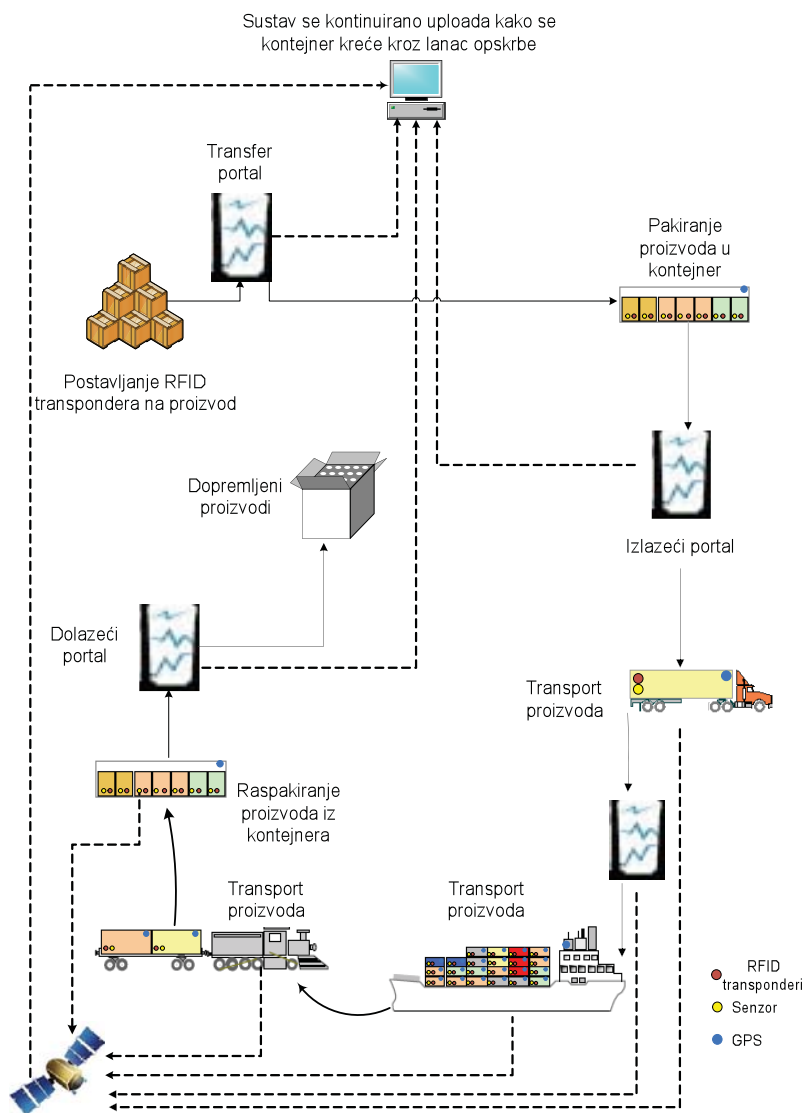 Sustav se kontinuirano uploada kako se
kontejner kreće kroz lanac opskrbe
Transfer
portal
Pakiranje
proizvoda u
kontejner
Postavljanje RFID
transpondera na proizvod
Dopremljeni
proizvodi
Izlazeći portal
Dolazeći
portal
Transport
proizvoda
Raspakiranje
proizvoda iz
kontejnera
Transport
proizvoda
Transport
proizvoda
RFID
transponderi
Senzor
GPS